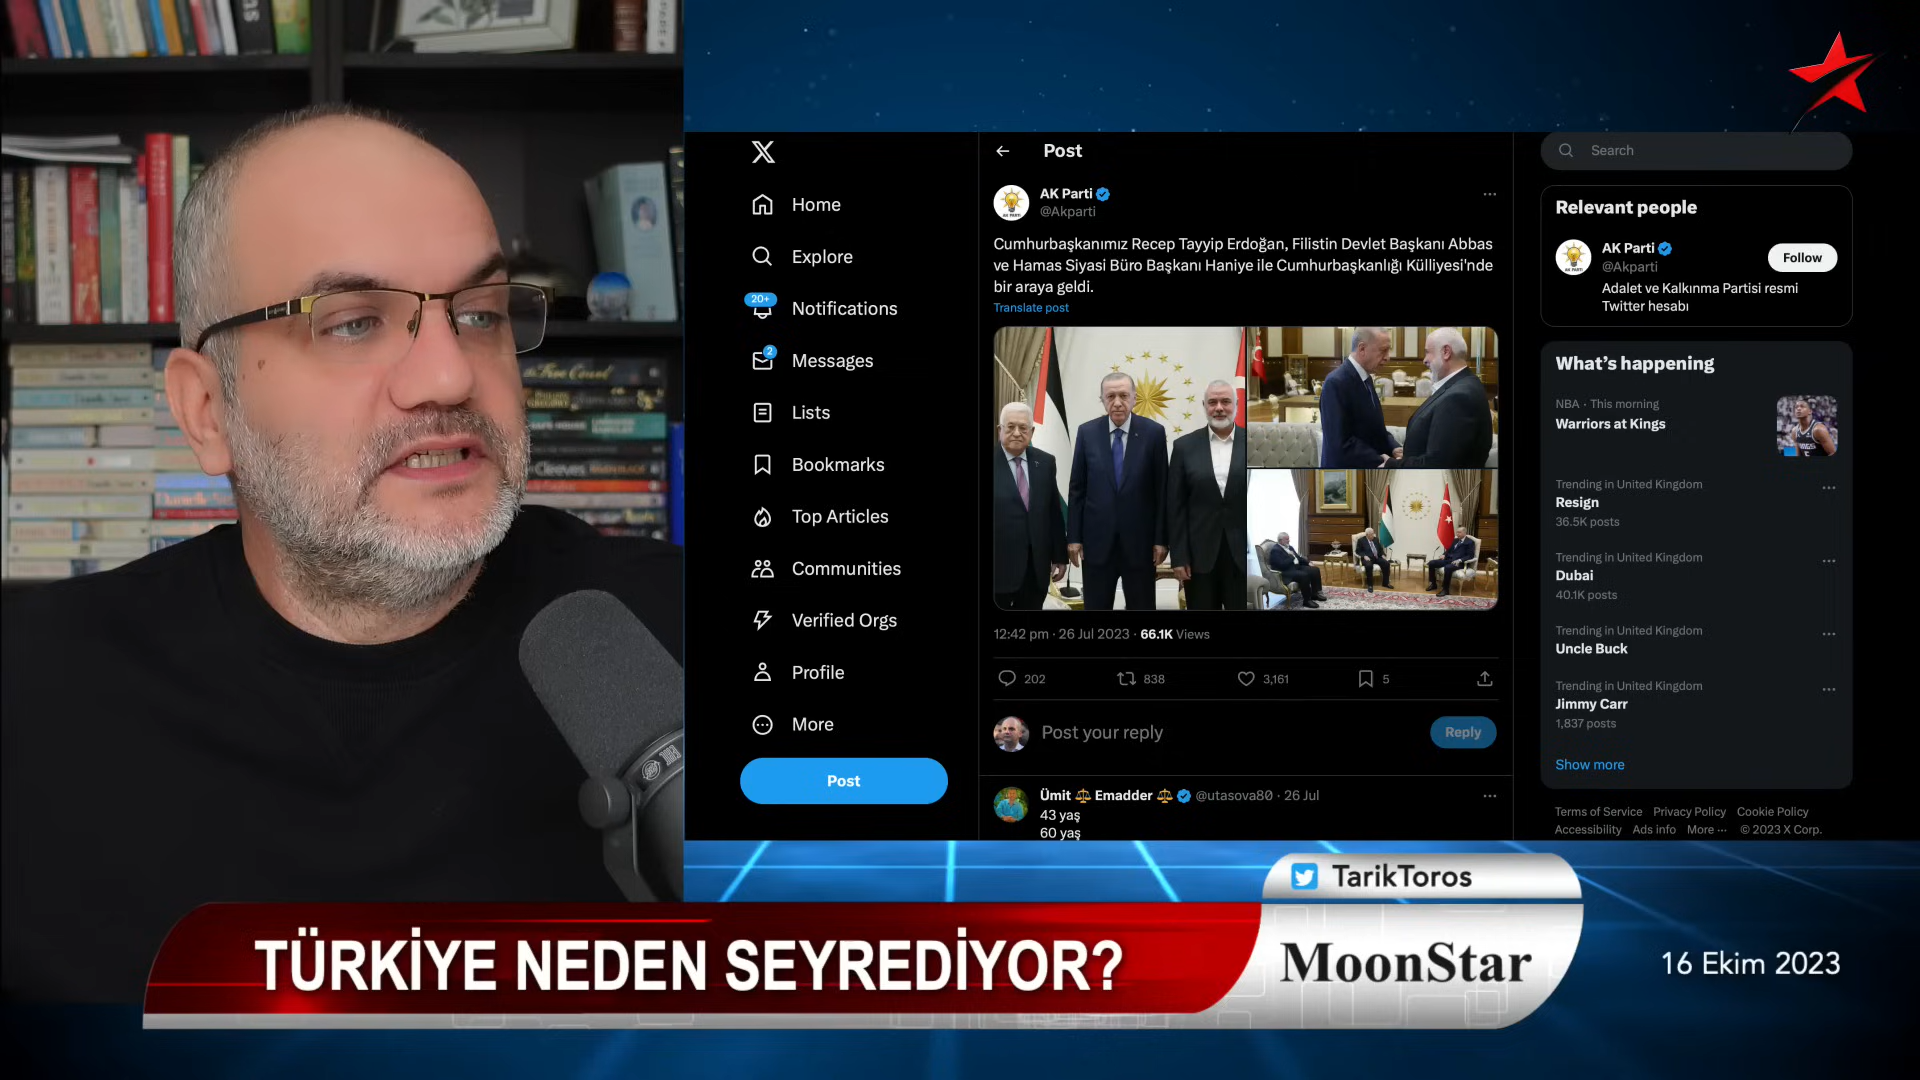 Home
Explore
20+
Notifications
2
Messages
Lists
Bookmarks
Top Articles
Communities
Verified Orgs
Profile
More
Post
Post
AK Parti
@Akparti
Cumhurbaşkanımız Recep Tayyip Erdoğan, Filistin Devlet Başkanı Abbas
ve Hamas Siyasi Büro Başkanı Haniye ile Cumhurbaşkanlığı Külliyesi'nde
bir araya geldi.
Translate post
12:42 pm · 26 Jul 2023 · 66.1K Views
202
838
3,161
5
Post your reply
Reply
Ümit Emadder @utasova80 · 26 Jul
43 yaş
60 yaş
Search
Relevant people
AK Parti
@Akparti
Follow
Adalet ve Kalkınma Partisi resmi
Twitter hesabı
What's happening
NBA · This morning
Warriors at Kings
Trending in United Kingdom
Resign
36.5K posts
Trending in United Kingdom
Dubai
40.1K posts
Trending in United Kingdom
Uncle Buck
Trending in United Kingdom
Jimmy Carr
1,837 posts
Show more
Terms of Service Privacy Policy Cookie Policy
Accessibility Ads info More ··· © 2023 X Corp.
TarikToros
TÜRKİYE NEDEN SEYREDİYOR?
MoonStar
16 Ekim 2023